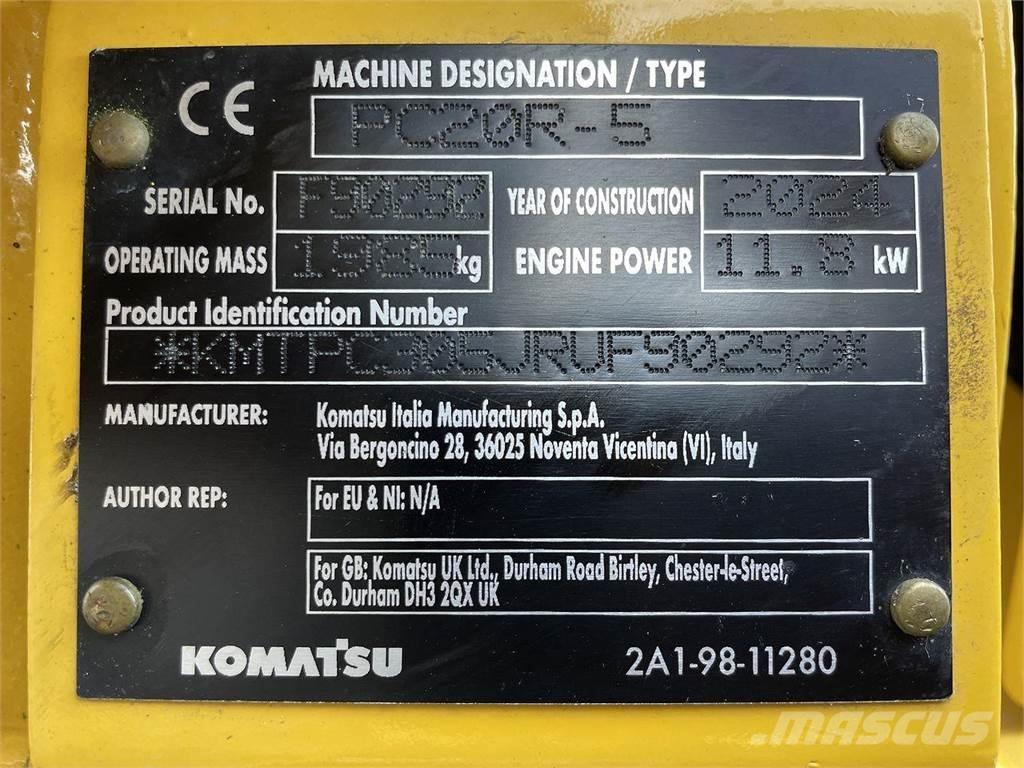 CE
MACHINE DESIGNATION / TYPE
PC20R-5
SERIAL No. F90292 YEAR OF CONSTRUCTION 2024
OPERATING MASS 1985 kg ENGINE POWER 11.8 kW
Product Identification Number
*KMTPC305JRUF90292*
MANUFACTURER: Komatsu Italia Manufacturing S.p.A.
Via Bergoncino 28, 36025 Noventa Vicentina (VI), Italy
AUTHOR REP: For EU & NI: N/A
For GB: Komatsu UK Ltd., Durham Road Birtley, Chester-le-Street,
Co. Durham DH3 2QX UK
KOMATSU 2A1-98-11280
MASCUS